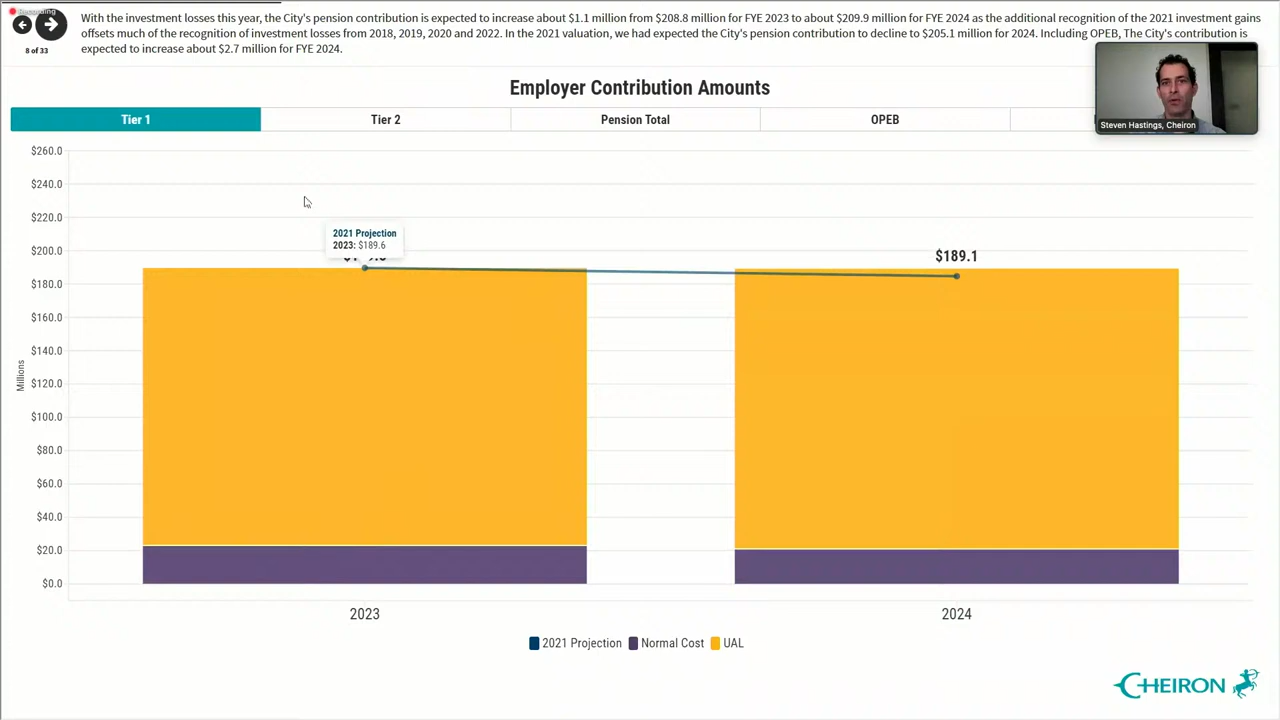 Recording
With the investment losses this year, the City's pension contribution is expected to increase about $1.1 million from $208.8 million for FYE 2023 to about $209.9 million for FYE 2024 as the additional recognition of the 2021 investment gains
offsets much of the recognition of investment losses from 2018, 2019, 2020 and 2022. In the 2021 valuation, we had expected the City's pension contribution to decline to $205.1 million for 2024. Including OPEB, The City's contribution is
expected to increase about $2.7 million for FYE 2024.
8 of 33
Employer Contribution Amounts
Tier 1
Tier 2
Pension Total
OPEB
Steven Hastings, Cheiron
$260.0
$240.0
$220.0
$200.0
$180.0
$160.0
$140.0
$120.0
$100.0
$80.0
$60.0
$40.0
$20.0
$0.0
Millions
2021 Projection
2023: $189.6
$189.1
2023
2024
2021 Projection
Normal Cost
UAL
CHEIRON